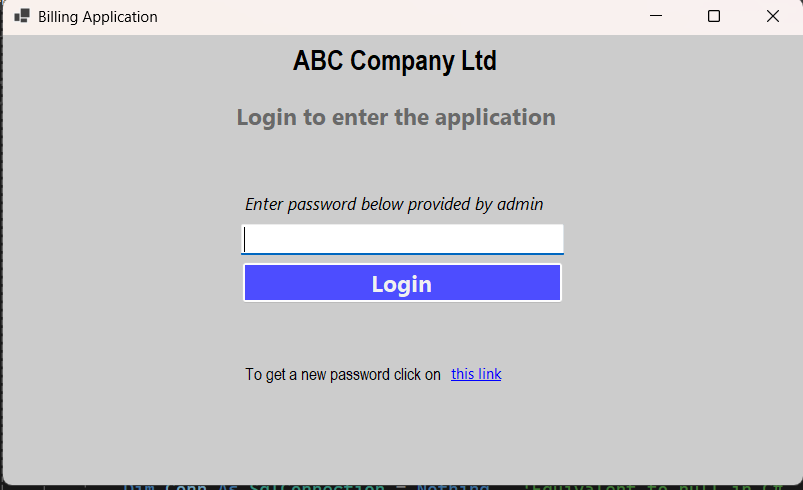 Billing Application
ABC Company Ltd
Login to enter the application
Enter password below provided by admin
Login
To get a new password click on this link
Dim Conn As SqlConnection = Nothing 'Equivalent to null in C#